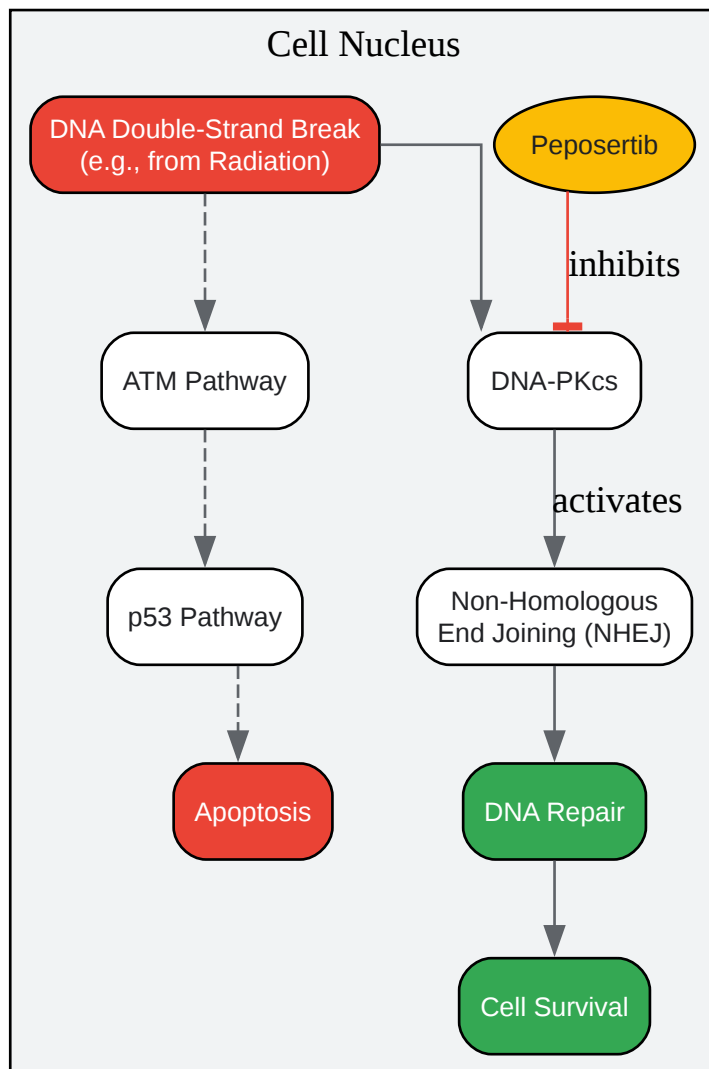 Cell Nucleus
DNA Double-Strand Break
(e.g., from Radiation)
Peposertib
inhibits
ATM Pathway
DNA-PKcs
activates
p53 Pathway
Non-Homologous
End Joining (NHEJ)
Apoptosis
DNA Repair
Cell Survival